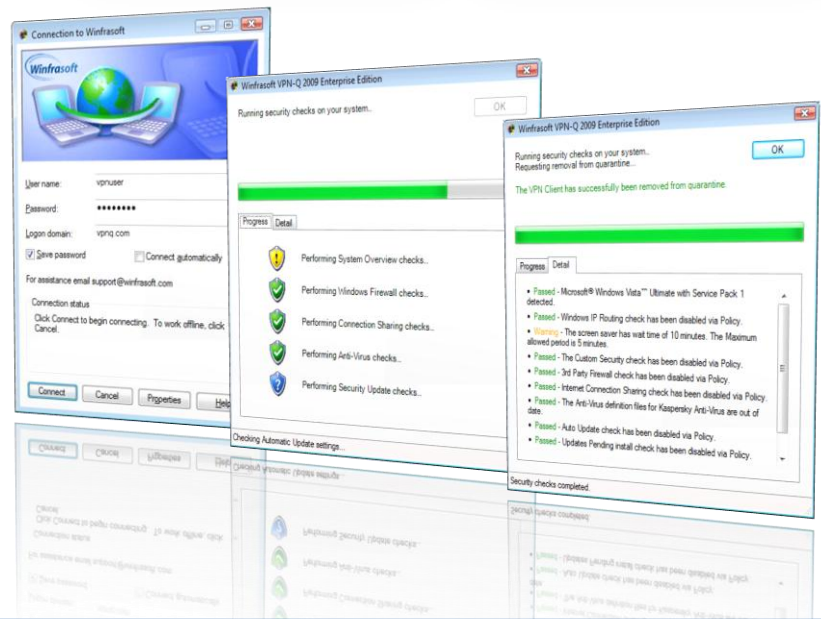 Connection to Winfrasoft
Winfrasoft
User name: vpnuser
Password: ••••••••
Logon domain: vpnq.com
Save password Connect automatically
For assistance email support@winfrasoft.com
Connection status
Click Connect to begin connecting. To work offline, click
Cancel.
Connect Cancel Properties Help
Winfrasoft VPN-Q 2009 Enterprise Edition
Running security checks on your system..
OK
Progress Detail
Performing System Overview checks..
Performing Windows Firewall checks..
Performing Connection Sharing checks..
Performing Anti-Virus checks..
Performing Security Update checks..
Checking Automatic Update settings...
Winfrasoft VPN-Q 2009 Enterprise Edition
Running security checks on your system..
Requesting removal from quarantine...
OK
The VPN Client has successfully been removed from quarantine.
Progress Detail
• Passed - Microsoft® Windows Vista™ Ultimate with Service Pack 1
detected.
• Passed - Windows IP Routing check has been disabled via Policy.
• Warning - The screen saver has wait time of 10 minutes. The Maximum
allowed period is 5 minutes.
• Passed - The Custom Security check has been disabled via Policy.
• Passed - 3rd Party Firewall check has been disabled via Policy.
• Passed - Internet Connection Sharing check has been disabled via Policy.
• Passed - The Anti-Virus definition files for Kaspersky Anti-Virus are out of
date.
• Passed - Auto Update check has been disabled via Policy.
• Passed - Updates Pending install check has been disabled via Policy.
Security checks completed.